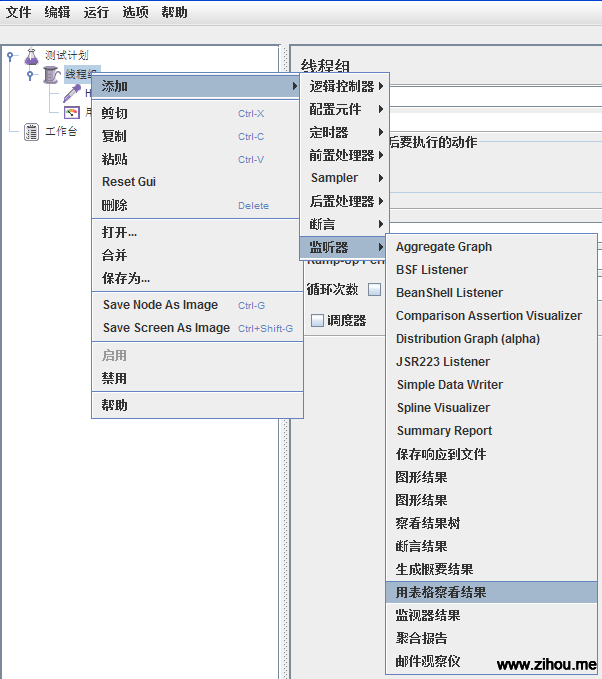 文件 编辑 运行 选项 帮助
测试计划
线程组
H
用
工作台
线程组
添加
剪切 Ctrl-X
复制 Ctrl-C
粘贴 Ctrl-V
Reset Gui
删除 Delete
打开...
合并
保存为...
Save Node As Image Ctrl-G
Save Screen As Image Ctrl+Shift-G
启用
禁用
帮助
逻辑控制器
配置元件
定时器
前置处理器
Sampler
后置处理器
断言
监听器
后要执行的动作
循环次数
调度器
Aggregate Graph
BSF Listener
BeanShell Listener
Comparison Assertion Visualizer
Distribution Graph (alpha)
JSR223 Listener
Simple Data Writer
Spline Visualizer
Summary Report
保存响应到文件
图形结果
图形结果
察看结果树
断言结果
生成概要结果
用表格察看结果
监视器结果
聚合报告
邮件观察仪
www.zihou.me